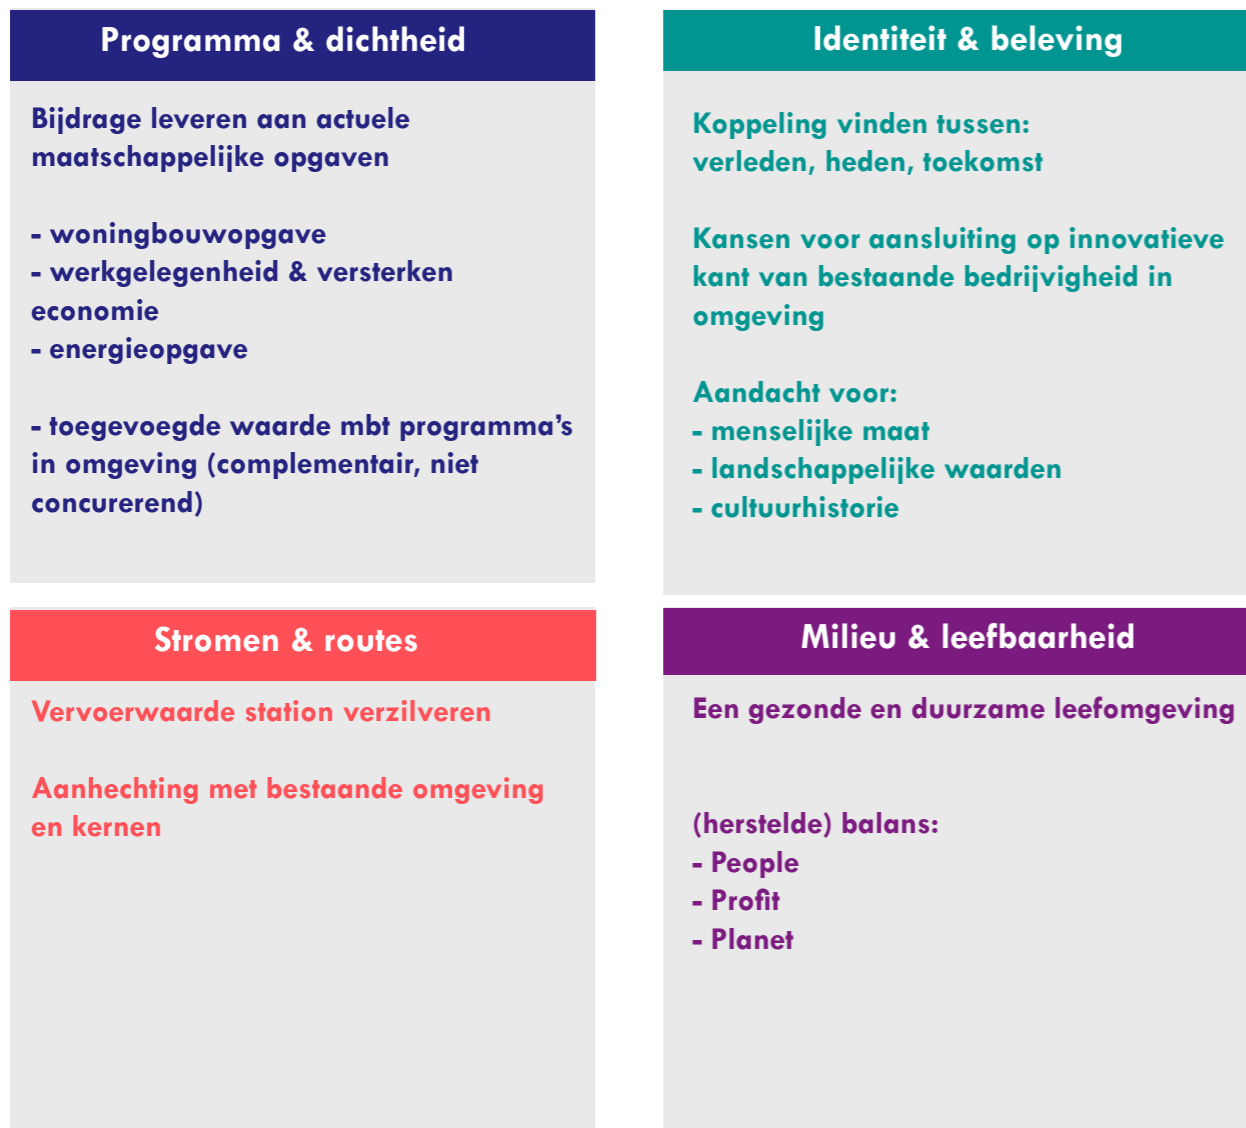 Programma & dichtheid
Bijdrage leveren aan actuele
maatschappelijke opgaven
- woningbouwopgave
- werkgelegenheid & versterken
economie
- energieopgave
- toegevoegde waarde mbt programma's
in omgeving (complementair, niet
concurerend)
Identiteit & beleving
Koppeling vinden tussen:
verleden, heden, toekomst
Kansen voor aansluiting op innovatieve
kant van bestaande bedrijvigheid in
omgeving
Aandacht voor:
- menselijke maat
- landschappelijke waarden
- cultuurhistorie
Stromen & routes
Vervoerwaarde station verzilveren
Aanhechting met bestaande omgeving
en kernen
Milieu & leefbaarheid
Een gezonde en duurzame leefomgeving
(herstelde) balans:
- People
- Profit
- Planet